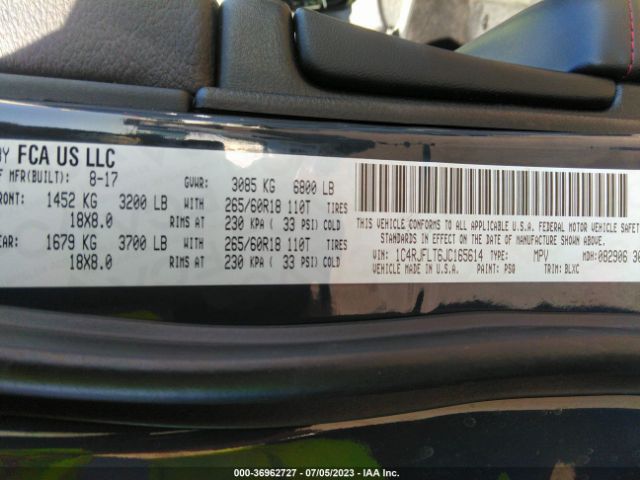 BY FCA US LLC
OF MFR(BUILT): 8-17 GVWR: 3085 KG 6800 LB
FRONT: 1452 KG 3200 LB WITH 265/60R18 110T TIRES
18X8.0 RIMS AT 230 KPA ( 33 PSI) COLD
REAR: 1679 KG 3700 LB WITH 265/60R18 110T TIRES
18X8.0 RIMS AT 230 KPA ( 33 PSI) COLD
THIS VEHICLE CONFORMS TO ALL APPLICABLE U.S.FEDERAL MOTOR VEHICLE SAFETY
STANDARDS IN EFFECT ON THE DATE OF MANUFACTURE SHOWN ABOVE.
VIN: 1C4RJFLT6JC165614 TYPE: MPV MDH:082906
VEHICLE MADE IN U.S.A. PAINT: PSQ TRIM: BLXC
000-36962727 - 07/05/2023 - IAA Inc.